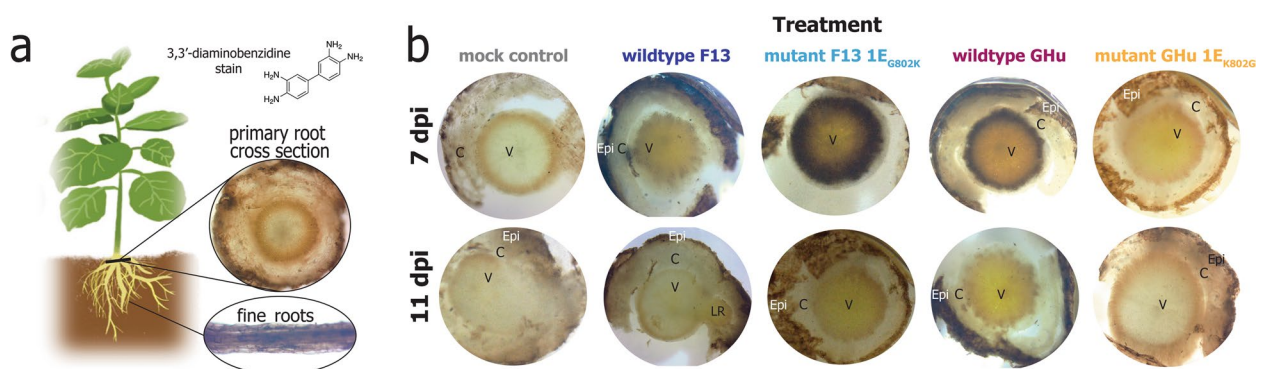 a
3,3'-diaminobenzidine
stain
NH₂
NH₂
H₂N
H₂N
primary root
cross section
fine roots
b
Treatment
mock control
wildtype F13
mutant F13 1E_G802K
wildtype GHu
mutant GHu 1E_K802G
7 dpi
C V
Epi C V
V
Epi C V
Epi C V
11 dpi
Epi C V
Epi C V LR
Epi C V
Epi C V
Epi C V